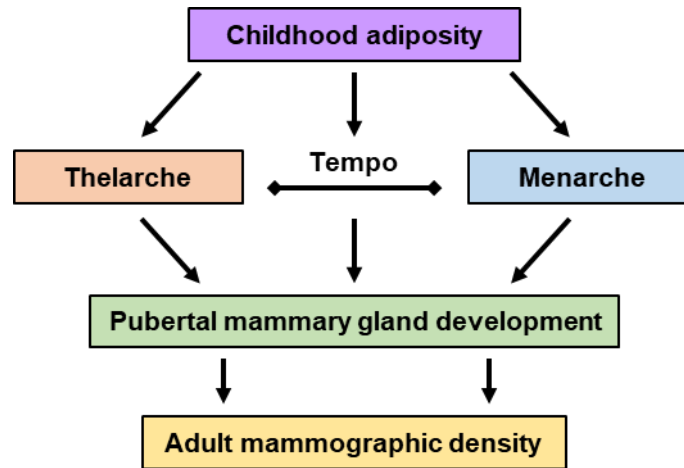 Childhood adiposity
Tempo
Thelarche
Menarche
Pubertal mammary gland development
Adult mammographic density